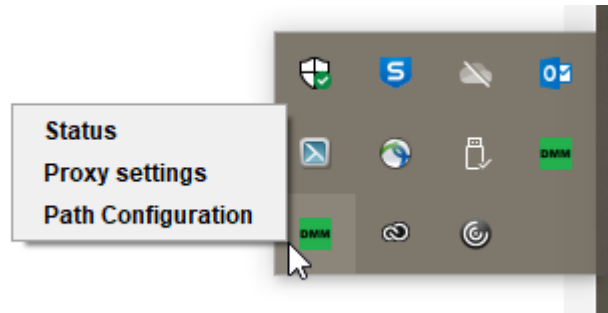 Status
Proxy settings
Path Configuration
S
O
DMM
DMM